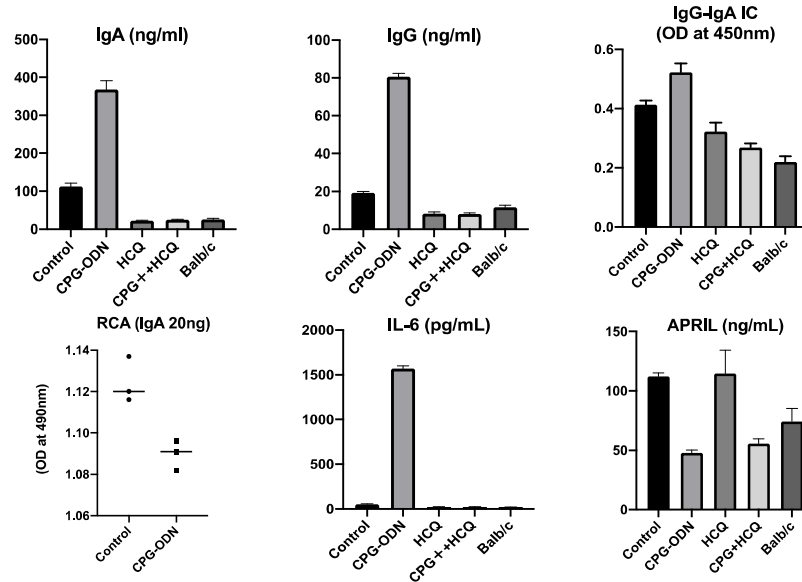 IgA (ng/ml)
500
400
300
200
100
0
Control
CPG-ODN
HCQ
CPG++HCQ
Balb/c
IgG (ng/ml)
100
80
60
40
20
0
Control
CPG-ODN
HCQ
CPG++HCQ
Balb/c
IgG-IgA IC
(OD at 450nm)
0.6
0.4
0.2
0.0
Control
CPG-ODN
HCQ
CPG+HCQ
Balb/c
RCA (IgA 20ng)
(OD at 490nm)
1.14
1.12
1.10
1.08
1.06
Control
CPG-ODN
IL-6 (pg/mL)
2000
1500
1000
500
0
Control
CPG-ODN
HCQ
CPG++HCQ
Balb/c
APRIL (ng/mL)
150
100
50
0
Control
CPG-ODN
HCQ
CPG+HCQ
Balb/c